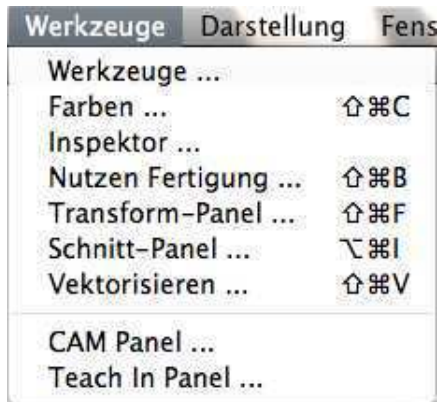 Werkzeuge Darstellung Fens
Werkzeuge ...
Farben ... ⇧⌘C
Inspektor ...
Nutzen Fertigung ... ⇧⌘B
Transform-Panel ... ⇧⌘F
Schnitt-Panel ... ⌥⌘I
Vektorisieren ... ⇧⌘V
CAM Panel ...
Teach In Panel ...